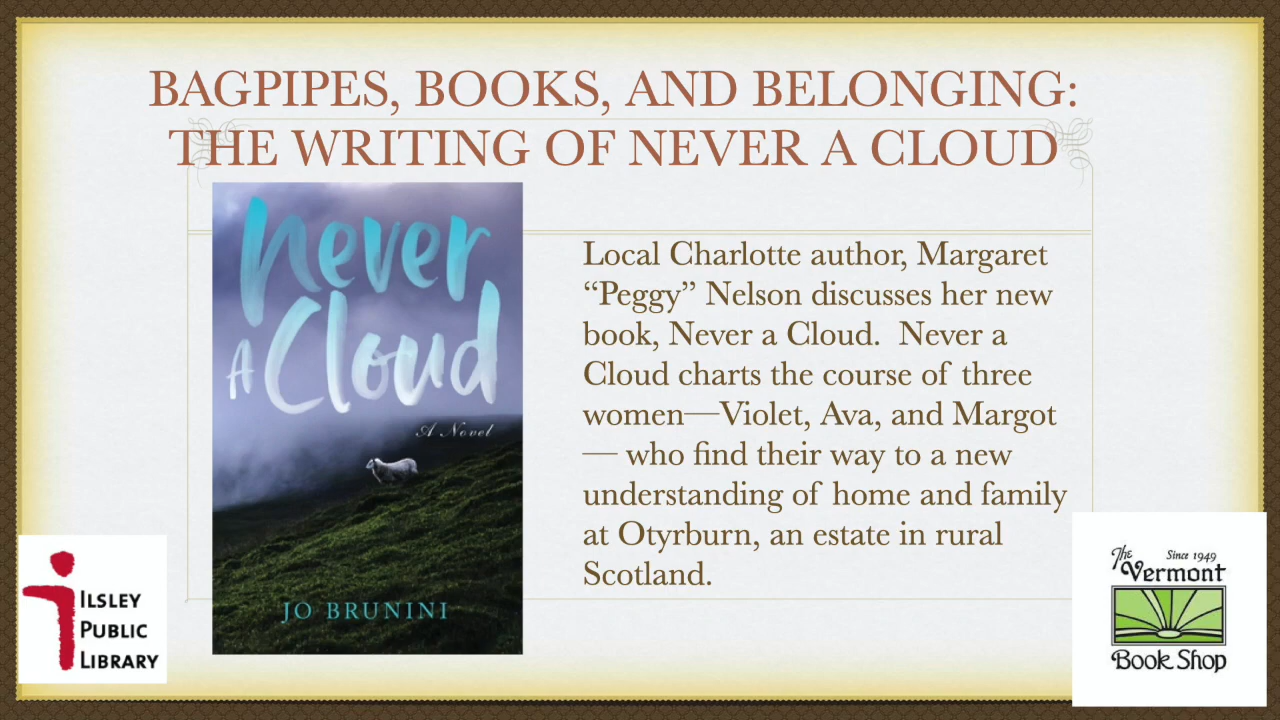 BAGPIPES, BOOKS, AND BELONGING:
THE WRITING OF NEVER A CLOUD
never
A Cloud
A Novel
JO BRUNINI
Local Charlotte author, Margaret
“Peggy” Nelson discusses her new
book, Never a Cloud. Never a
Cloud charts the course of three
women—Violet, Ava, and Margot
— who find their way to a new
understanding of home and family
at Otyrburn, an estate in rural
Scotland.
ILSLEY
PUBLIC
LIBRARY
The
Since 1949
Vermont
Book Shop